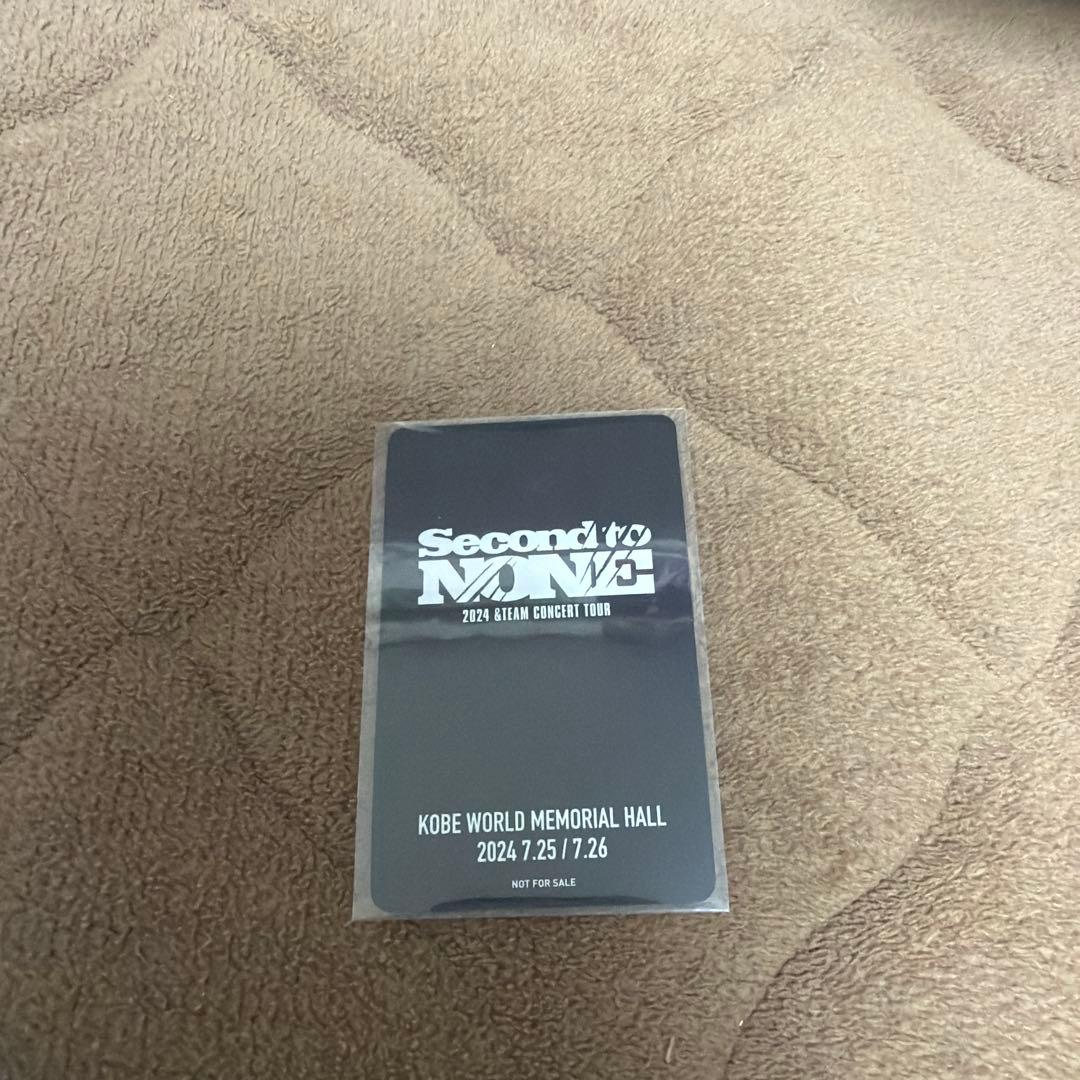 Second to
NONE
2024 &TEAM CONCERT TOUR
KOBE WORLD MEMORIAL HALL
2024 7.25 / 7.26
NOT FOR SALE